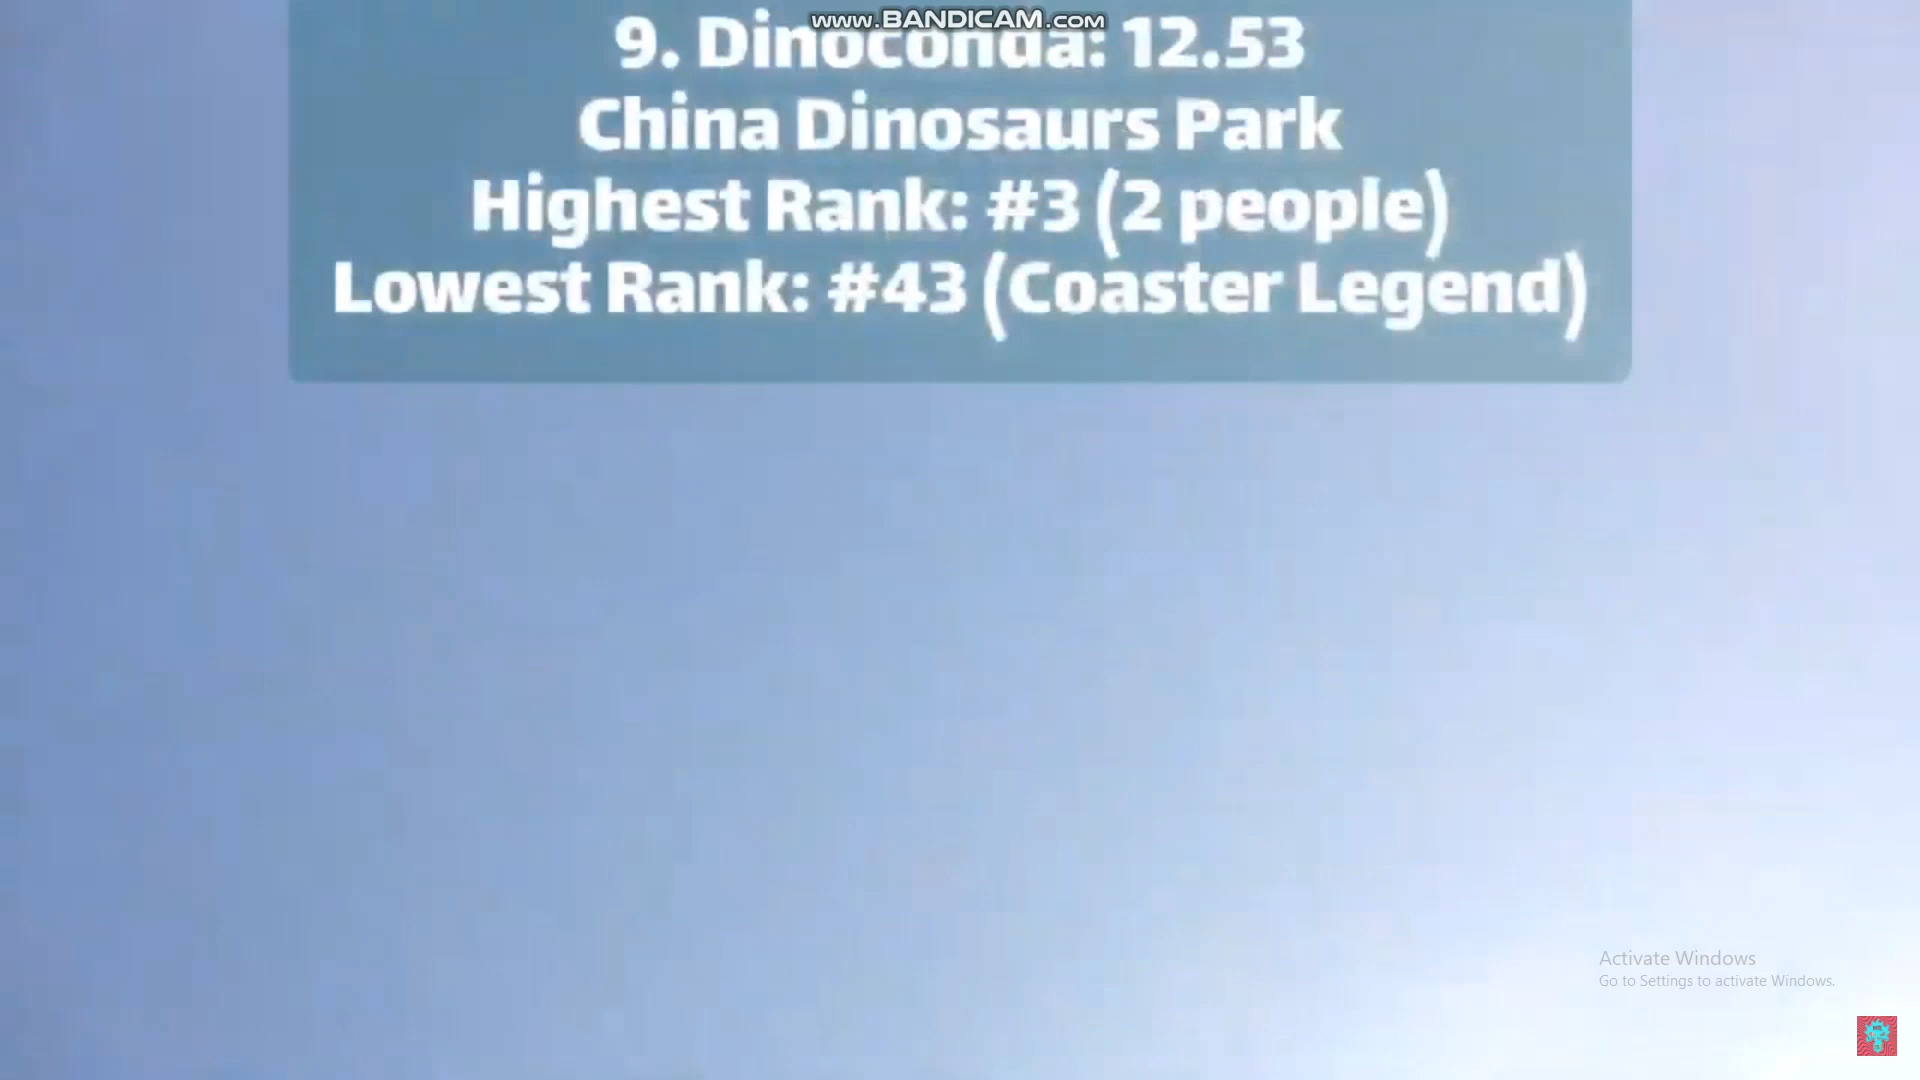 www.BANDICAM.com
9. Dinoconda: 12.53
China Dinosaurs Park
Highest Rank: #3 (2 people)
Lowest Rank: #43 (Coaster Legend)
Activate Windows
Go to Settings to activate Windows.